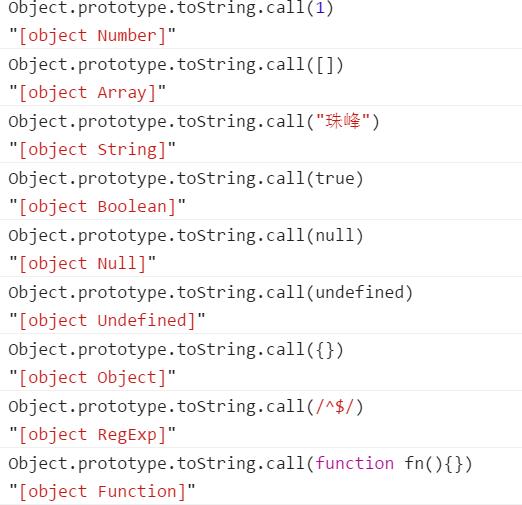 Object.prototype.toString.call(1)
"[object Number]"
Object.prototype.toString.call([])
"[object Array]"
Object.prototype.toString.call("珠峰")
"[object String]"
Object.prototype.toString.call(true)
"[object Boolean]"
Object.prototype.toString.call(null)
"[object Null]"
Object.prototype.toString.call(undefined)
"[object Undefined]"
Object.prototype.toString.call({})
"[object Object]"
Object.prototype.toString.call(/^$/)
"[object RegExp]"
Object.prototype.toString.call(function fn(){})
"[object Function]"